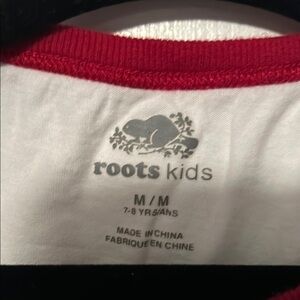 roots kids
M / M
7-8 YRS/ANS
MADE IN CHINA
FABRIQUÉ EN CHINE